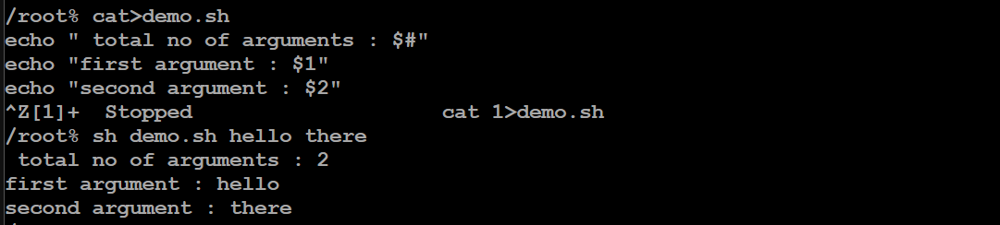 /root% cat>demo.sh
echo " total no of arguments : $#"
echo "first argument : $1"
echo "second argument : $2"
^Z[1]+  Stopped                    cat 1>demo.sh
/root% sh demo.sh hello there
 total no of arguments : 2
first argument : hello
second argument : there